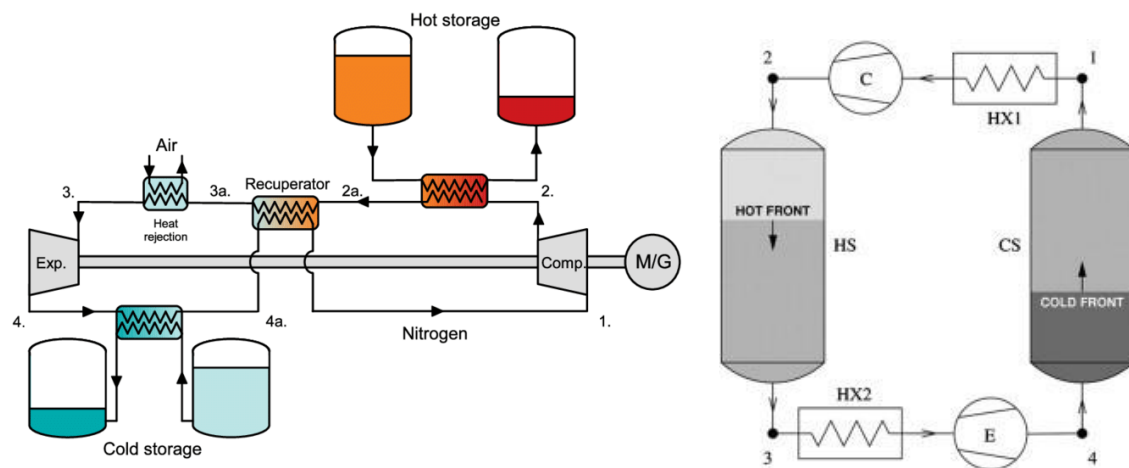 Hot storage
Air
3.
3a.
Recuperator
2a.
2.
Heat
rejection
Exp.
Comp.
M/G
4.
4a.
Nitrogen
1.
Cold storage
2
C
1
HX1
HOT FRONT
HS
CS
COLD FRONT
HX2
3
E
4